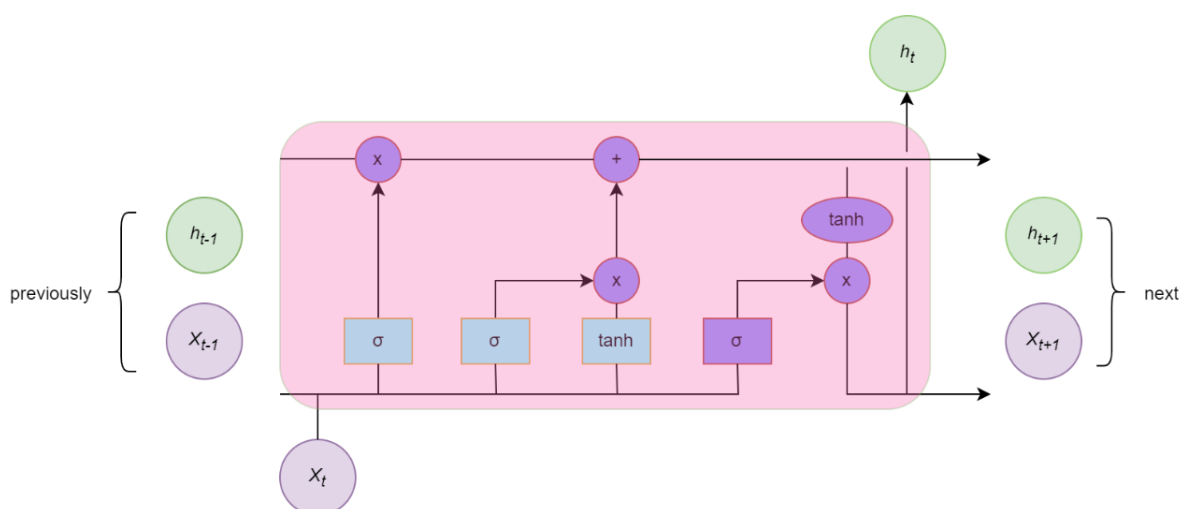 h_t
x
+
h_{t-1}
tanh
h_{t+1}
x
x
previously
next
X_{t-1}
σ
σ
tanh
σ
X_{t+1}
X_t